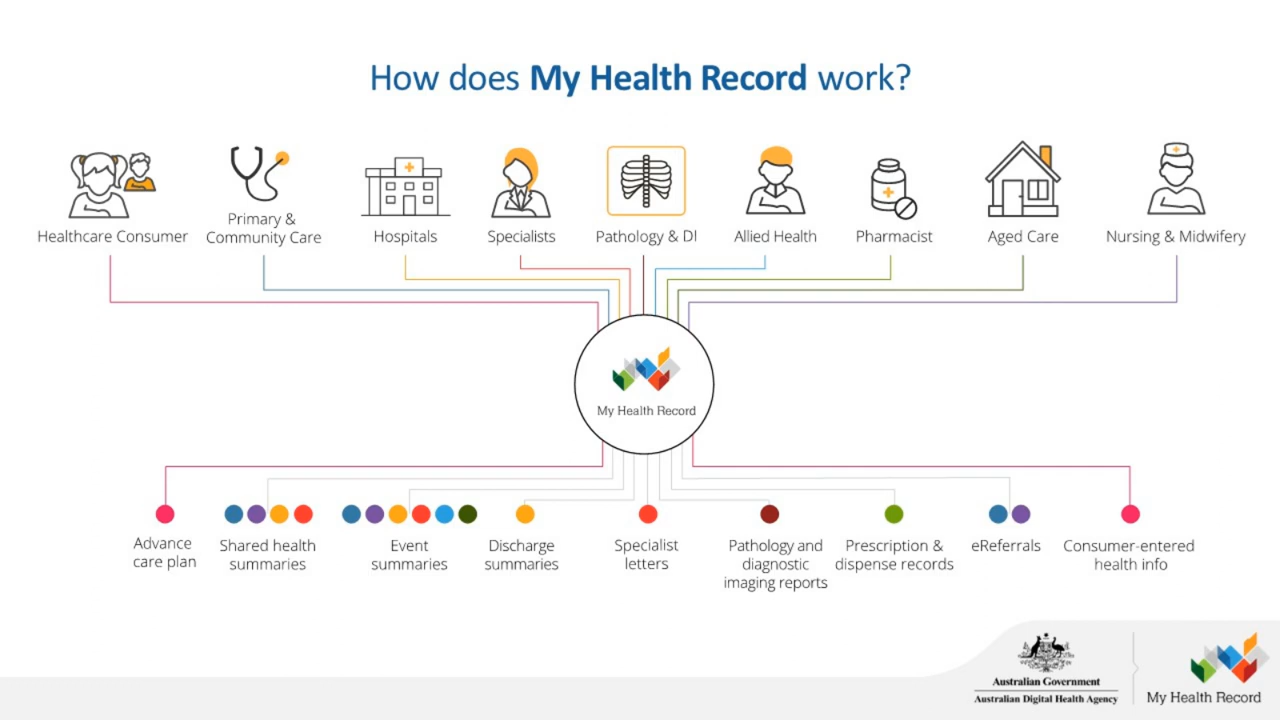 How does My Health Record work?
Healthcare Consumer
Primary &
Community Care
Hospitals
Specialists
Pathology & DI
Allied Health
Pharmacist
Aged Care
Nursing & Midwifery
My Health Record
Advance
care plan
Shared health
summaries
Event
summaries
Discharge
summaries
Specialist
letters
Pathology and
diagnostic
imaging reports
Prescription &
dispense records
eReferrals
Consumer-entered
health info
Australian Government
Australian Digital Health Agency
My Health Record